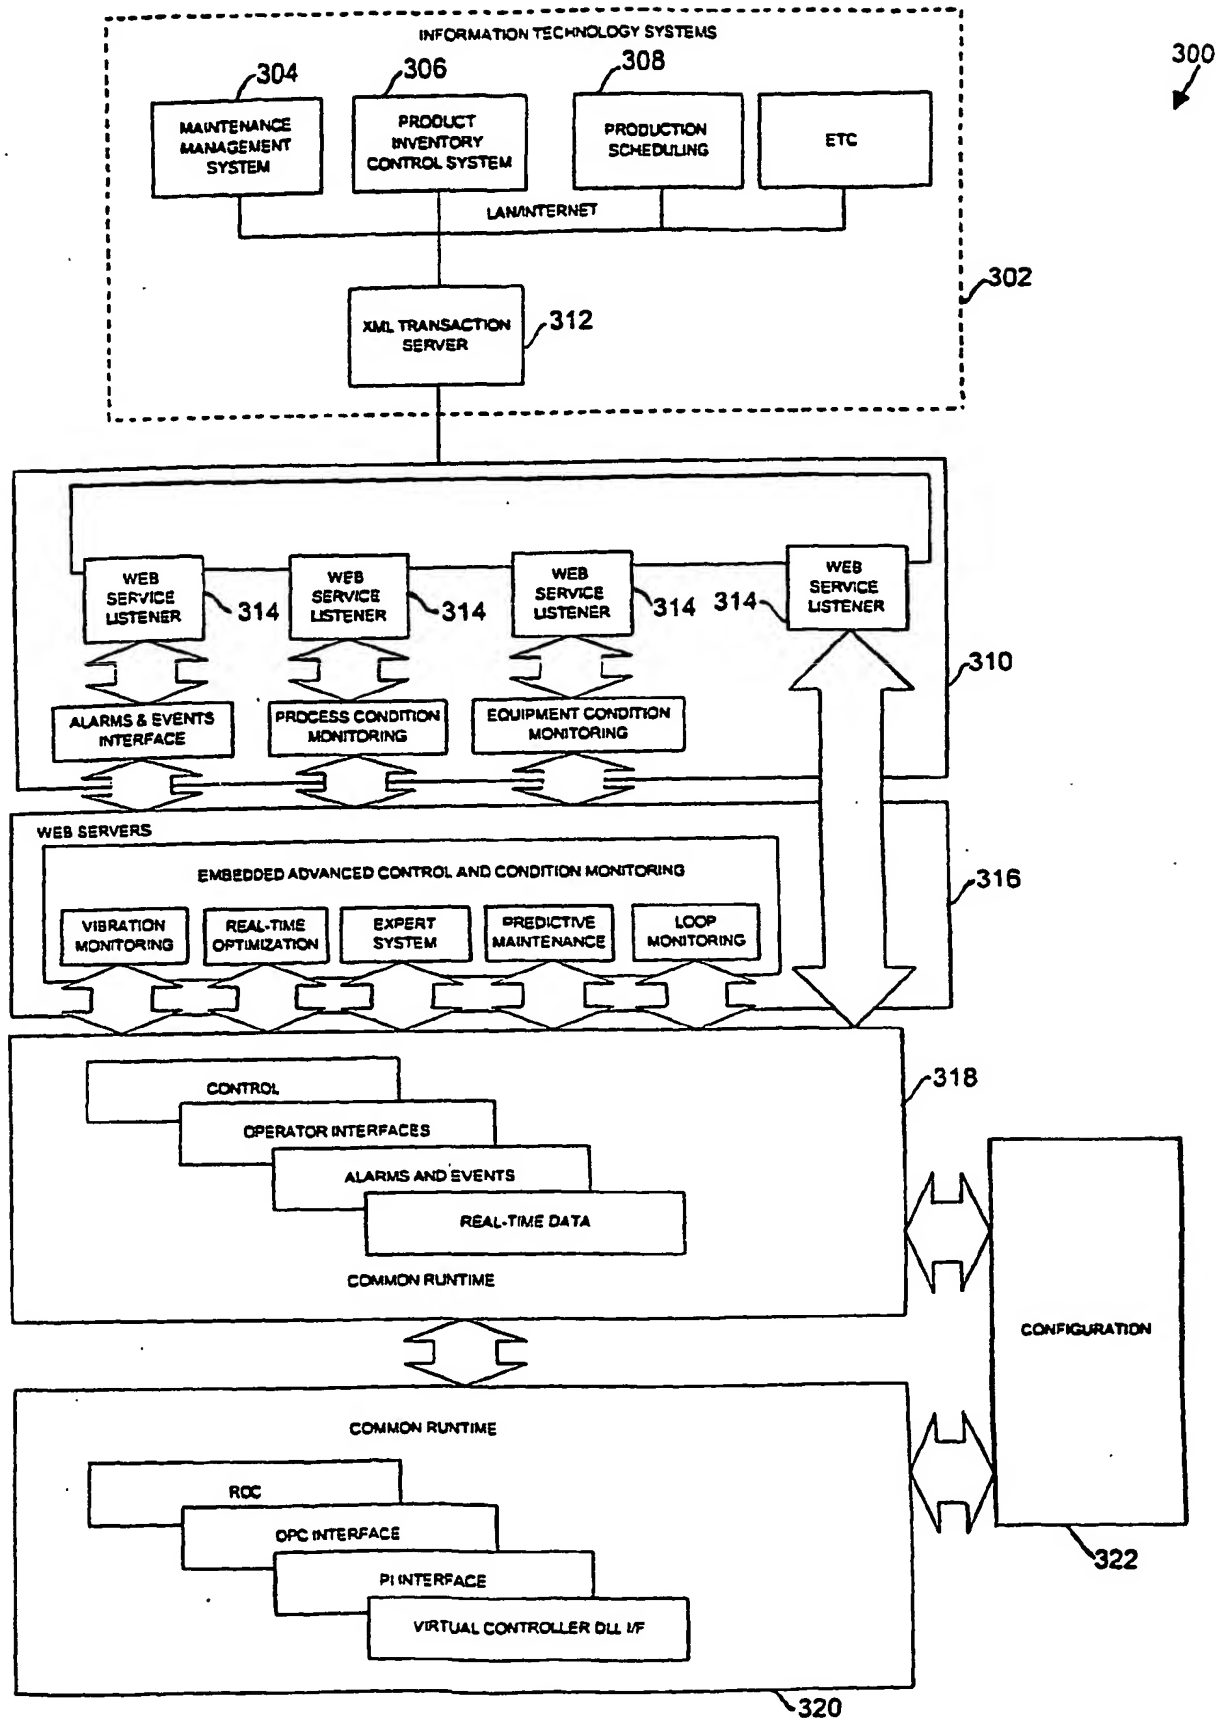 INFORMATION TECHNOLOGY SYSTEMS
300
304
306
308
MAINTENANCE
MANAGEMENT
SYSTEM
PRODUCT
INVENTORY
CONTROL SYSTEM
PRODUCTION
SCHEDULING
ETC
LAN/INTERNET
302
XML TRANSACTION
SERVER
312
WEB
SERVICE
LISTENER
314
WEB
SERVICE
LISTENER
314
WEB
SERVICE
LISTENER
314
314
WEB
SERVICE
LISTENER
310
ALARMS & EVENTS
INTERFACE
PROCESS CONDITION
MONITORING
EQUIPMENT CONDITION
MONITORING
WEB SERVERS
EMBEDDED ADVANCED CONTROL AND CONDITION MONITORING
316
VIBRATION
MONITORING
REAL-TIME
OPTIMIZATION
EXPERT
SYSTEM
PREDICTIVE
MAINTENANCE
LOOP
MONITORING
318
CONTROL
OPERATOR INTERFACES
ALARMS AND EVENTS
REAL-TIME DATA
COMMON RUNTIME
CONFIGURATION
322
COMMON RUNTIME
ROC
OPC INTERFACE
PI INTERFACE
VIRTUAL CONTROLLER DLL I/F
320